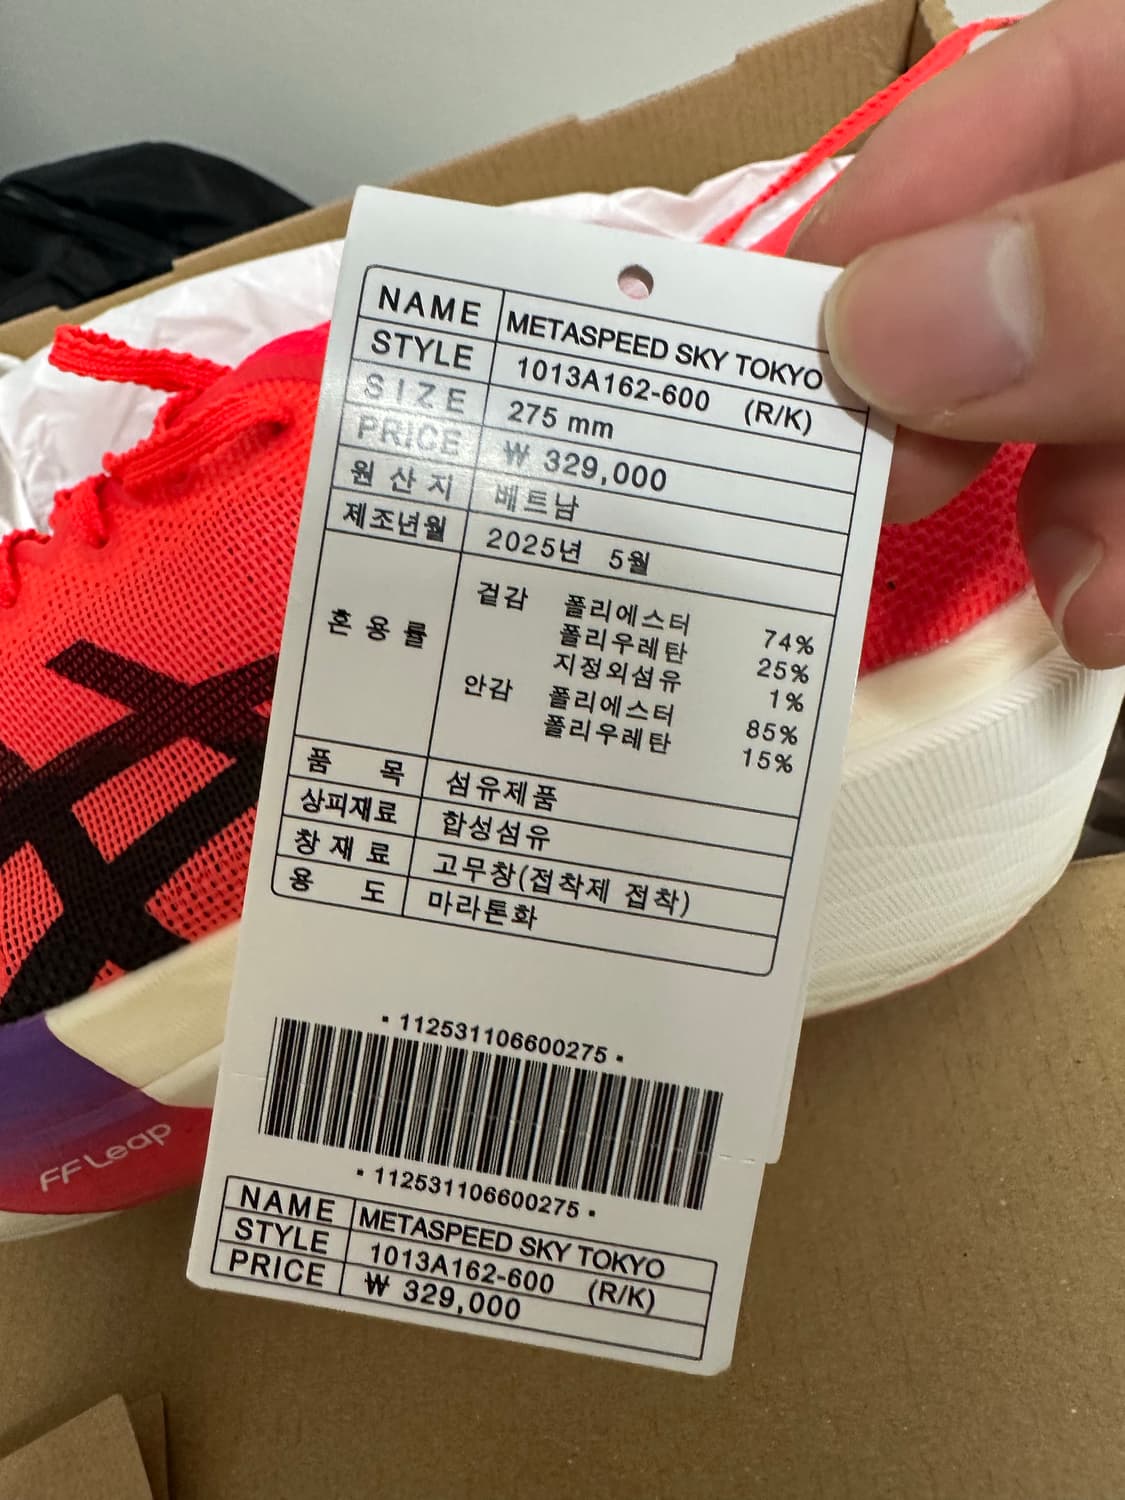 NAME METASPEED SKY TOKYO
STYLE 1013A162-600 (R/K)
SIZE 275 mm
PRICE ₩ 329,000
원산지 베트남
제조년월 2025년 5월
혼용률 겉감 폴리에스터 74%
폴리우레탄 25%
지정외섬유 1%
안감 폴리에스터 85%
폴리우레탄 15%
품목 섬유제품
상피재료 합성섬유
창재료 고무창(접착제 접착)
용도 마라톤화
• 112531106600275 •
• 112531106600275 •
NAME METASPEED SKY TOKYO
STYLE 1013A162-600 (R/K)
PRICE ₩ 329,000
FF Leap